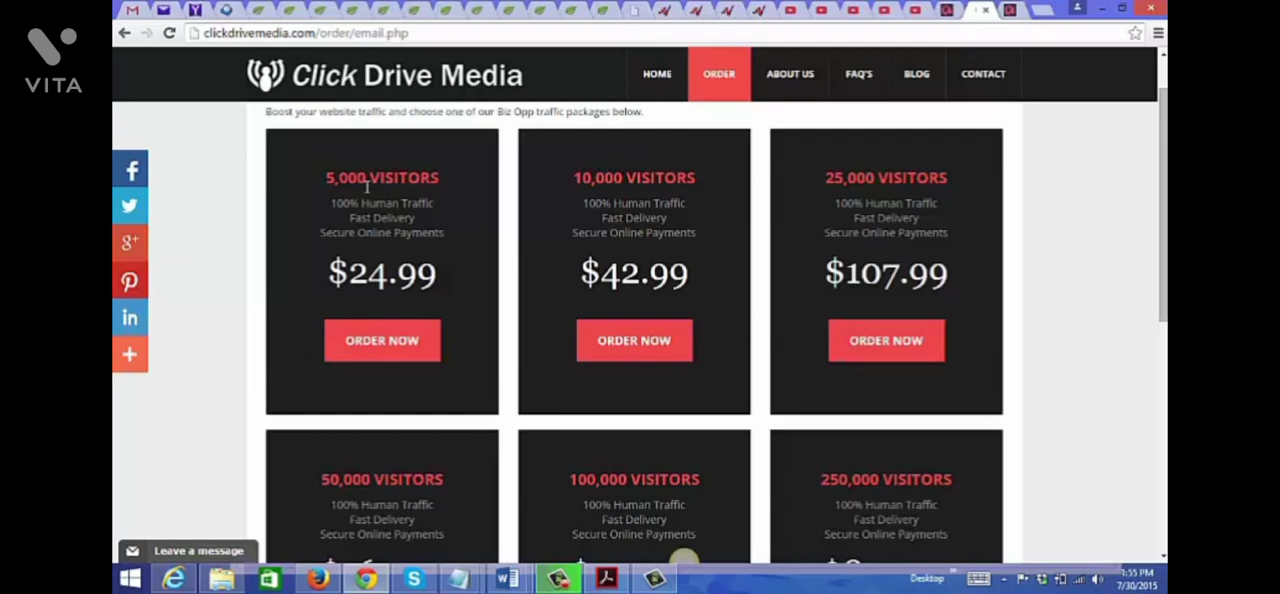 VITA
clickdrivemedia.com/order/email.php
Click Drive Media
HOME
ORDER
ABOUT US
FAQ'S
BLOG
CONTACT
Boost your website traffic and choose one of our Biz Opp traffic packages below.
5,000 VISITORS
100% Human Traffic
Fast Delivery
Secure Online Payments
$24.99
ORDER NOW
10,000 VISITORS
100% Human Traffic
Fast Delivery
Secure Online Payments
$42.99
ORDER NOW
25,000 VISITORS
100% Human Traffic
Fast Delivery
Secure Online Payments
$107.99
ORDER NOW
50,000 VISITORS
100% Human Traffic
Fast Delivery
Secure Online Payments
100,000 VISITORS
100% Human Traffic
Fast Delivery
Secure Online Payments
250,000 VISITORS
100% Human Traffic
Fast Delivery
Secure Online Payments
Leave a message
Desktop
1:55 PM
7/30/2015